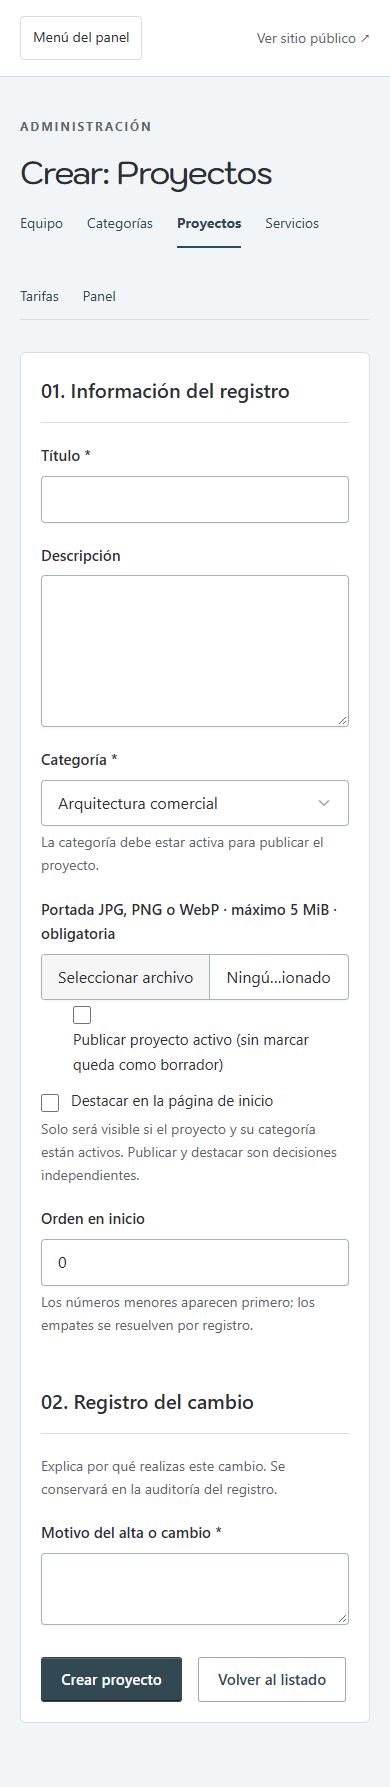 Menú del panel
Ver sitio público ↗
ADMINISTRACIÓN
Crear: Proyectos
Equipo Categorías Proyectos Servicios
Tarifas Panel
01. Información del registro
Título *
Descripción
Categoría *
Arquitectura comercial
La categoría debe estar activa para publicar el
proyecto.
Portada JPG, PNG o WebP · máximo 5 MiB ·
obligatoria
Seleccionar archivo Ningú...ionado
Publicar proyecto activo (sin marcar
queda como borrador)
Destacar en la página de inicio
Solo será visible si el proyecto y su categoría
están activos. Publicar y destacar son decisiones
independientes.
Orden en inicio
0
Los números menores aparecen primero; los
empates se resuelven por registro.
02. Registro del cambio
Explica por qué realizas este cambio. Se
conservará en la auditoría del registro.
Motivo del alta o cambio *
Crear proyecto Volver al listado